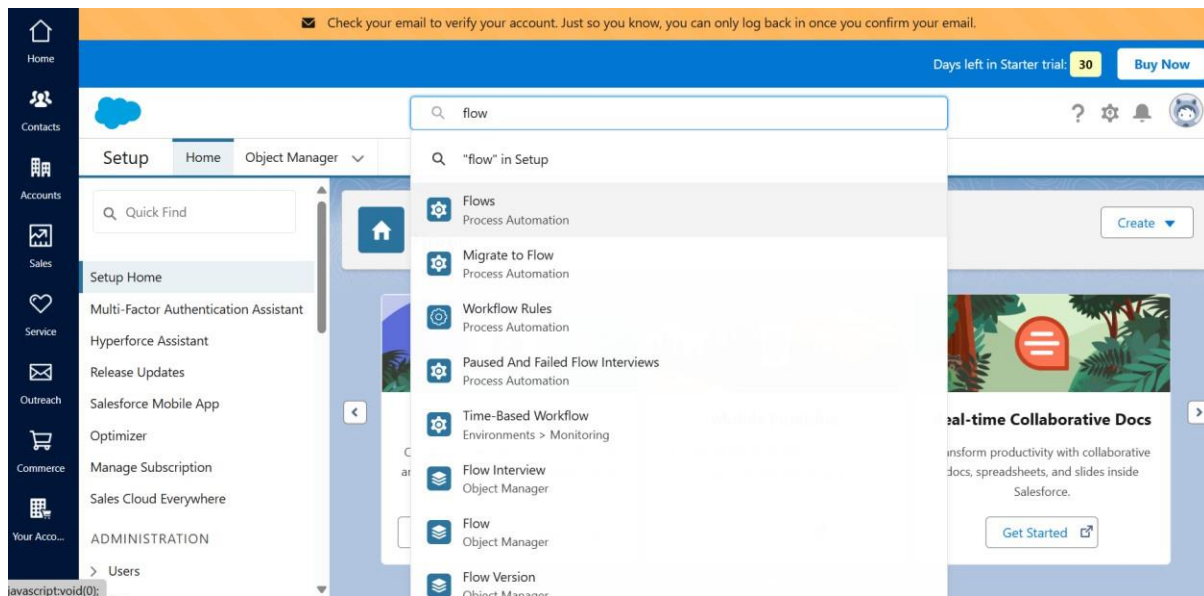 Check your email to verify your account. Just so you know, you can only log back in once you confirm your email.
Days left in Starter trial: 30
Buy Now
Home
Contacts
Accounts
Sales
Service
Outreach
Commerce
Your Acco...
flow
Setup
Home
Object Manager
Quick Find
Setup Home
Multi-Factor Authentication Assistant
Hyperforce Assistant
Release Updates
Salesforce Mobile App
Optimizer
Manage Subscription
Sales Cloud Everywhere
ADMINISTRATION
Users
javascript:void(0);
"flow" in Setup
Flows
Process Automation
Migrate to Flow
Process Automation
Workflow Rules
Process Automation
Paused And Failed Flow Interviews
Process Automation
Time-Based Workflow
Environments > Monitoring
Flow Interview
Object Manager
Flow
Object Manager
Flow Version
Object Manager
Create
eal-time Collaborative Docs
ansform productivity with collaborative
docs, spreadsheets, and slides inside
Salesforce.
Get Started